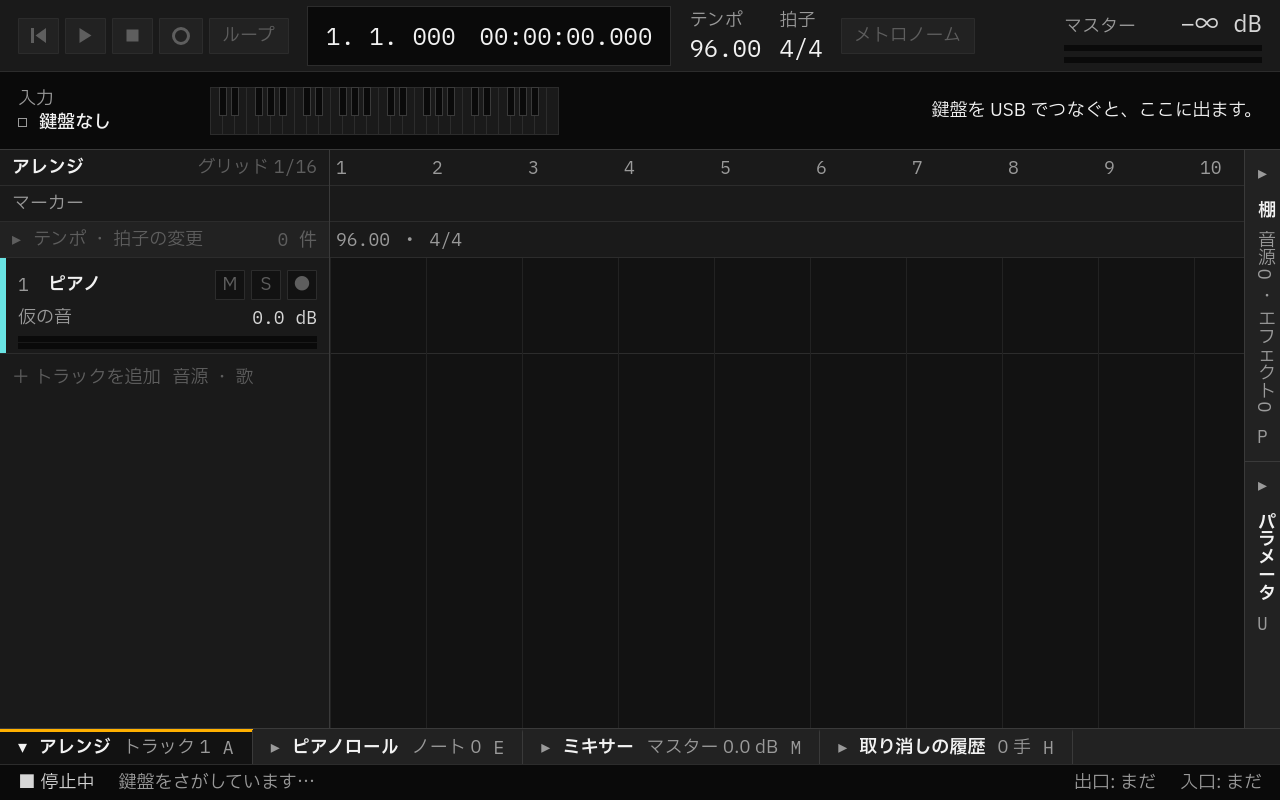 ループ
1. 1. 000 00:00:00.000
テンポ 拍子
96.00 4/4
メトロノーム
マスター −∞ dB
入力
鍵盤なし
鍵盤を USB でつなぐと、ここに出ます。
アレンジ グリッド 1/16
1 2 3 4 5 6 7 8 9 10
マーカー
▶ テンポ · 拍子の変更 0 件
96.00 · 4/4
1 ピアノ M S
仮の音 0.0 dB
＋ トラックを追加 音源 · 歌
▶ 棚 音源0 · エフェクト0 P
▶ パラメータ U
▼ アレンジ トラック 1 A
▶ ピアノロール ノート 0 E
▶ ミキサー マスター 0.0 dB M
▶ 取り消しの履歴 0 手 H
■ 停止中 鍵盤をさがしています…
出口: まだ 入口: まだ